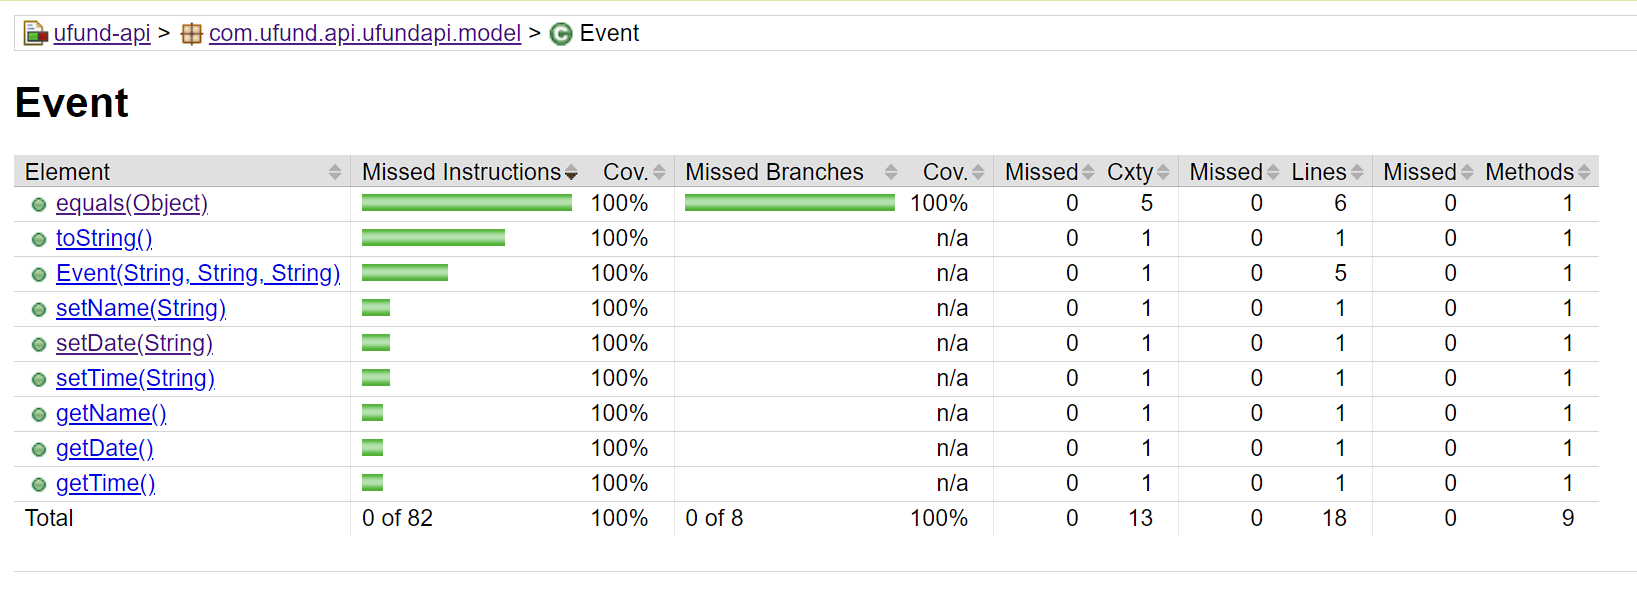 ufund-api > com.ufund.api.ufundapi.model > Event
Event
Element Missed Instructions Cov. Missed Branches Cov. Missed Cxty Missed Lines Missed Methods
equals(Object) 100% 100% 0 5 0 6 0 1
toString() 100% n/a 0 1 0 1 0 1
Event(String, String, String) 100% n/a 0 1 0 5 0 1
setName(String) 100% n/a 0 1 0 1 0 1
setDate(String) 100% n/a 0 1 0 1 0 1
setTime(String) 100% n/a 0 1 0 1 0 1
getName() 100% n/a 0 1 0 1 0 1
getDate() 100% n/a 0 1 0 1 0 1
getTime() 100% n/a 0 1 0 1 0 1
Total 0 of 82 100% 0 of 8 100% 0 13 0 18 0 9